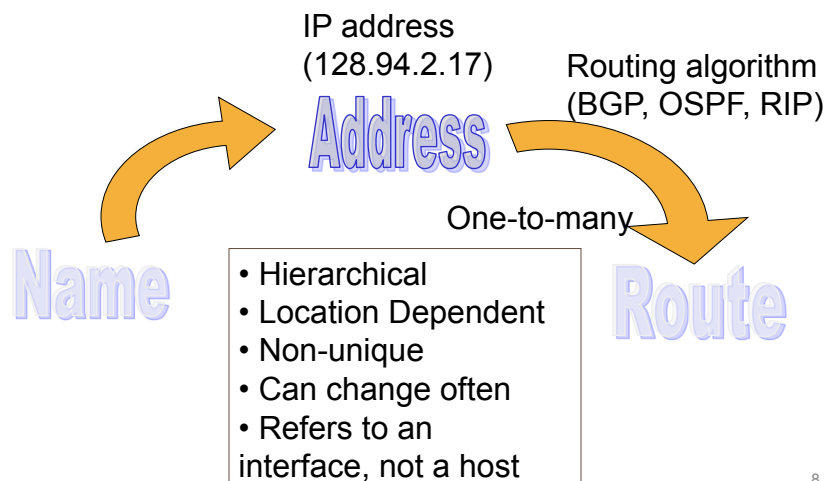 IP address
(128.94.2.17)
Routing algorithm
(BGP, OSPF, RIP)
Address
One-to-many
Name
• Hierarchical
• Location Dependent
• Non-unique
• Can change often
• Refers to an
interface, not a host
Route
8